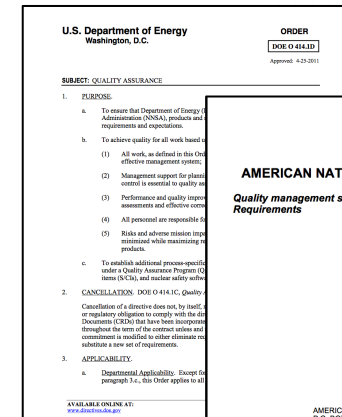 U.S. Department of Energy
Washington, D.C.
ORDER
DOE O 414.1D
Approved: 4-25-2011
SUBJECT: QUALITY ASSURANCE
1. PURPOSE.
a. To ensure that Department of Energy (
Administration (NNSA), products and
requirements and expectations.
b. To achieve quality for all work based u
(1) All work, as defined in this Ord
effective management system;
(2) Management support for planni
control is essential to quality as
(3) Performance and quality improv
assessments and effective corre
(4) All personnel are responsible fo
(5) Risks and adverse mission impa
minimized while maximizing re
products.
c. To establish additional process-specific
under a Quality Assurance Program (Q
items (S/CIs), and nuclear safety softwa
2. CANCELLATION. DOE O 414.1C, Quality A
Cancellation of a directive does not, by itself,
or regulatory obligation to comply with the dir
Documents (CRDs) that have been incorporate
throughout the term of the contract unless and
commitment is modified to either eliminate rec
substitute a new set of requirements.
3. APPLICABILITY.
a. Departmental Applicability. Except fo
paragraph 3.c., this Order applies to all
AVAILABLE ONLINE AT:
www.directives.doe.gov
AMERICAN NAT
Quality management s
Requirements
AMERIC